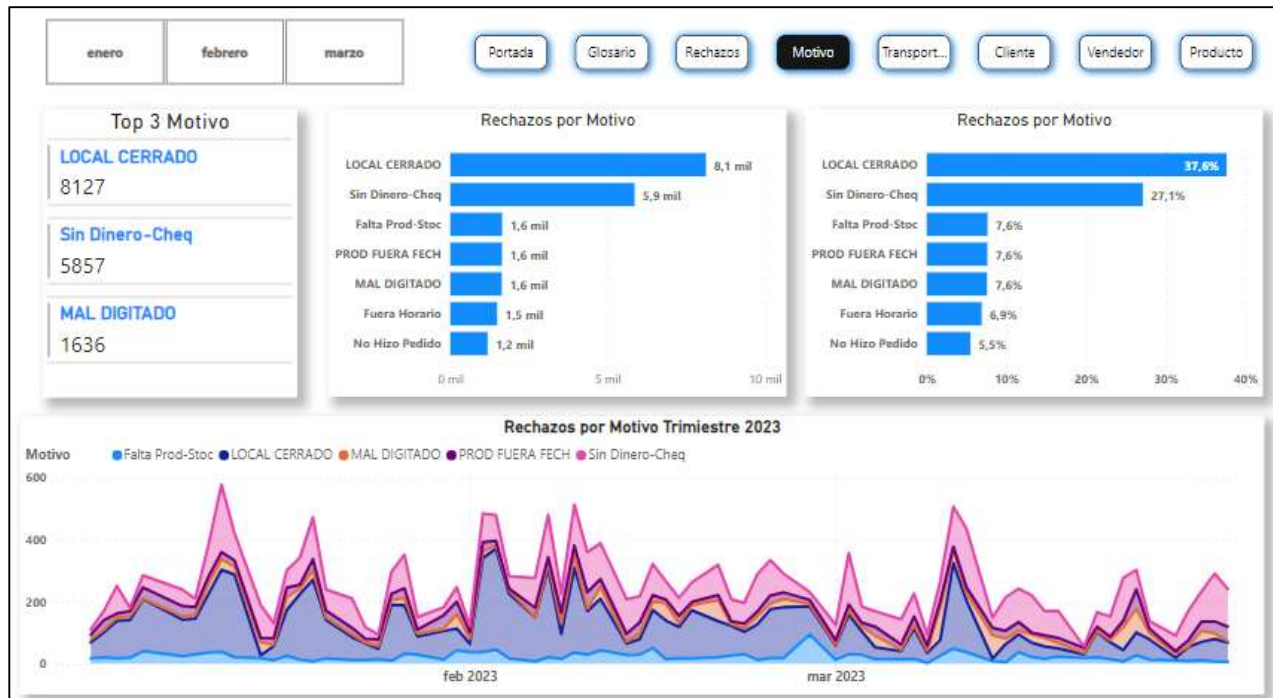 enero febrero marzo Portada Glosario Rechazos Motivo Transport... Cliente Vendedor Producto
Top 3 Motivo
LOCAL CERRADO
8127
Sin Dinero-Cheq
5857
MAL DIGITADO
1636
Rechazos por Motivo
LOCAL CERRADO 8,1 mil
Sin Dinero-Cheq 5,9 mil
Falta Prod-Stoc 1,6 mil
PROD FUERA FECH 1,6 mil
MAL DIGITADO 1,6 mil
Fuera Horario 1,5 mil
No Hizo Pedido 1,2 mil
0 mil 5 mil 10 mil
Rechazos por Motivo
LOCAL CERRADO 37,6%
Sin Dinero-Cheq 27,1%
Falta Prod-Stoc 7,6%
PROD FUERA FECH 7,6%
MAL DIGITADO 7,6%
Fuera Horario 6,9%
No Hizo Pedido 5,5%
0% 10% 20% 30% 40%
Rechazos por Motivo Trimiestre 2023
Motivo Falta Prod-Stoc LOCAL CERRADO MAL DIGITADO PROD FUERA FECH Sin Dinero-Cheq
600
400
200
0
feb 2023 mar 2023